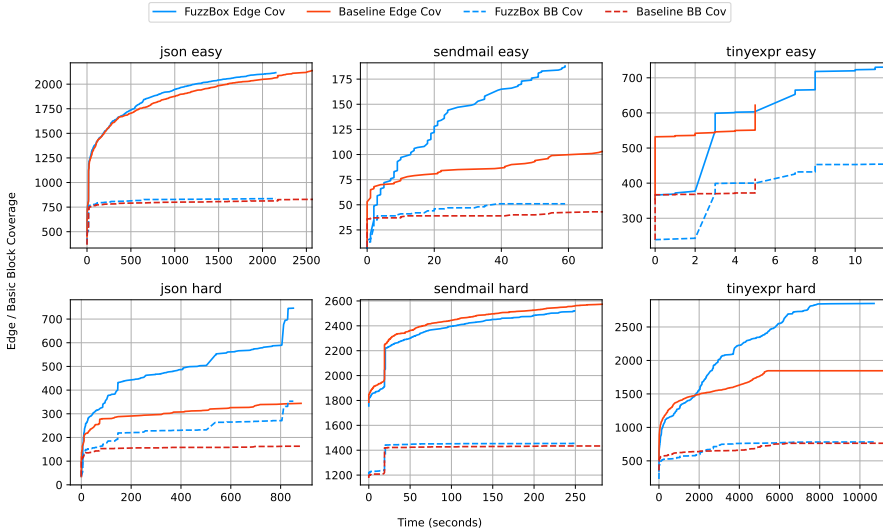 FuzzBox Edge Cov Baseline Edge Cov FuzzBox BB Cov Baseline BB Cov
Edge / Basic Block Coverage
json easy
2000
1750
1500
1250
1000
750
500
0 500 1000 1500 2000 2500
sendmail easy
175
150
125
100
75
50
25
0 20 40 60
tinyexpr easy
700
600
500
400
300
0 2 4 6 8 10
json hard
700
600
500
400
300
200
100
0
0 200 400 600 800
sendmail hard
2600
2400
2200
2000
1800
1600
1400
1200
0 50 100 150 200 250
tinyexpr hard
2500
2000
1500
1000
500
0 2000 4000 6000 8000 10000
Time (seconds)